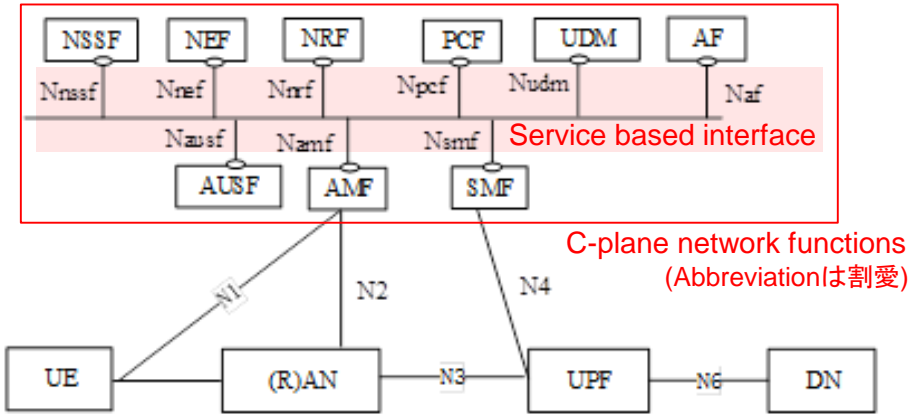 NSSF NEF NRF PCF UDM AF
Nnssf Nnef Nnrf Npcf Nudm Naf
Service based interface
Nausf Namf Nsmf
AUSF AMF SMF
C-plane network functions
(Abbreviationは割愛)
N1 N2 N4
UE (R)AN N3 UPF N6 DN